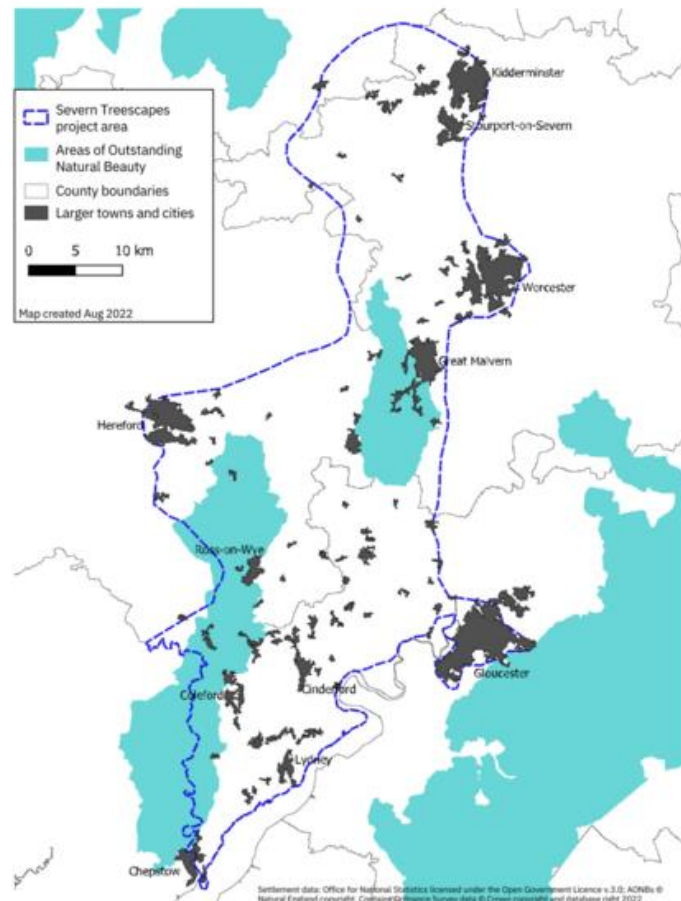 Kidderminster
Stourport-on-Severn
Severn Treescapes
project area
Areas of Outstanding
Natural Beauty
County boundaries
Larger towns and cities
0 5 10 km
Map created Aug 2022
Worcester
Great Malvern
Hereford
Ross-on-Wye
Gloucester
Coleford
Cinderford
Lydney
Chepstow
Settlement data: Office for National Statistics licensed under the Open Government Licence v.3.0; AONBs ©
Natural England copyright. Contains Ordnance Survey data © Crown copyright and database right 2022